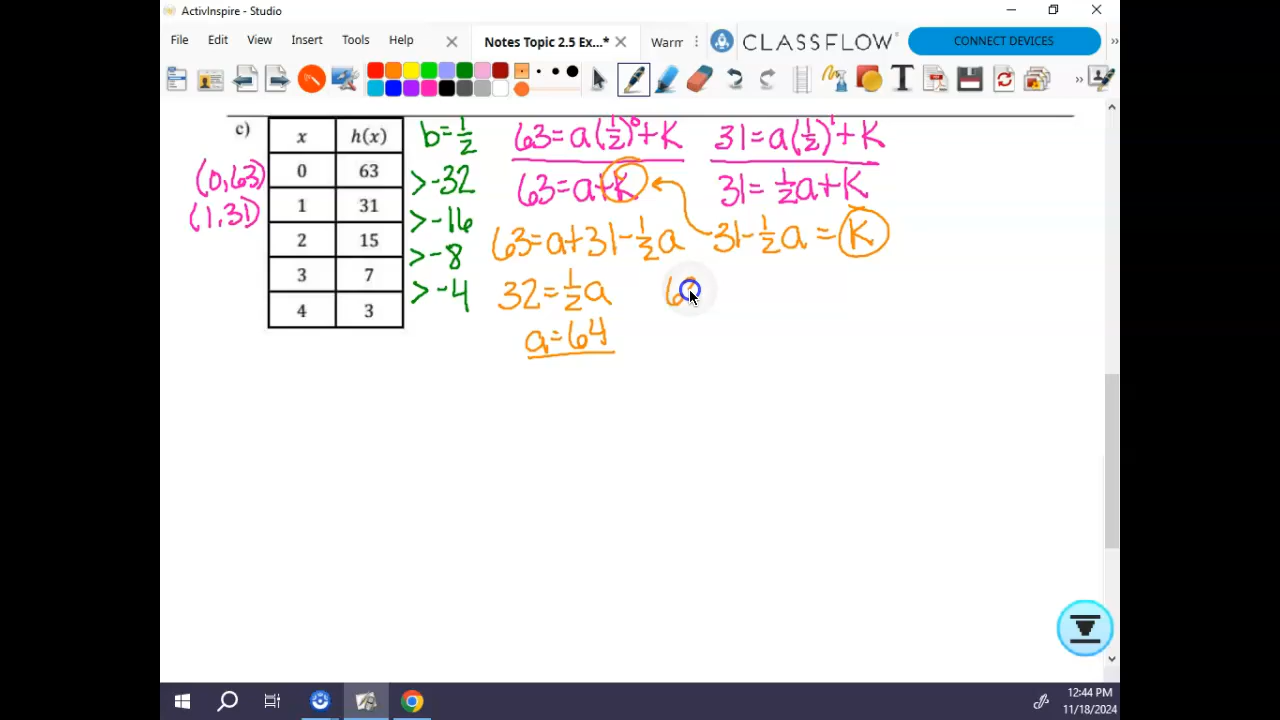 ActivInspire - Studio
File Edit View Insert Tools Help Notes Topic 2.5 Ex...* Warm CLASSFLOW CONNECT DEVICES
c)
x h(x)
0 63
1 31
2 15
3 7
4 3
(0,63)
(1,31)
b=1/2
>-32
>-16
>-8
>-4
63=a(1/2)^0+K
63=a+K
63=a+31-1/2a
32=1/2a
a=64
31=a(1/2)^1+K
31=1/2a+K
31-1/2a=K
12:44 PM
11/18/2024